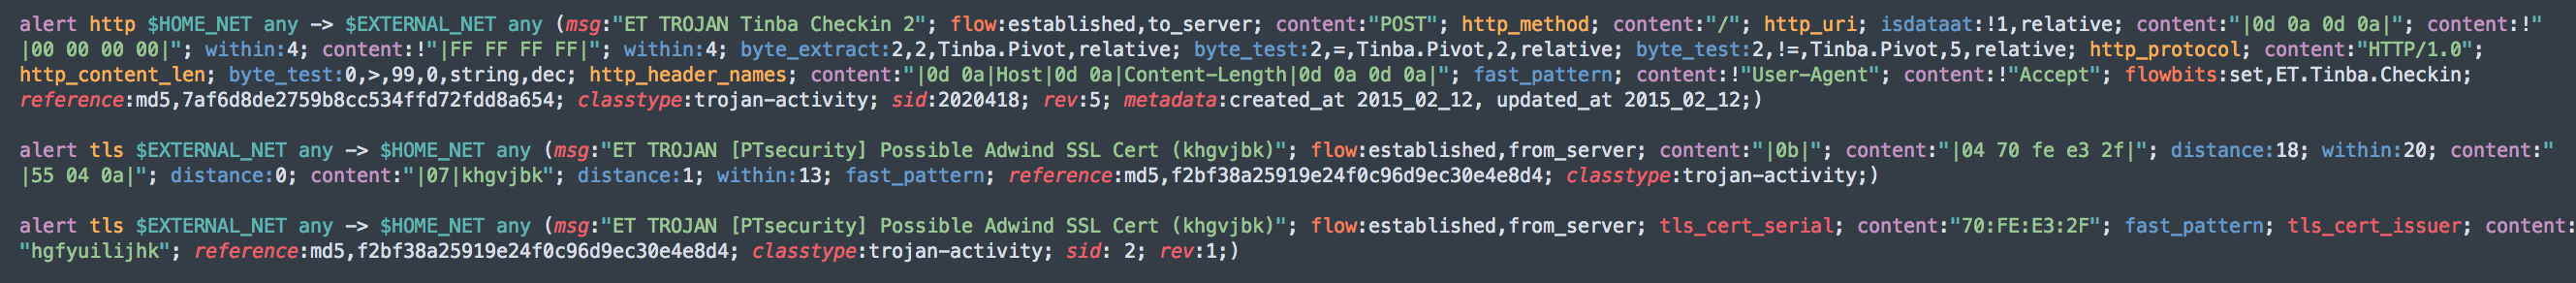 alert http $HOME_NET any -> $EXTERNAL_NET any (msg:"ET TROJAN Tinba Checkin 2"; flow:established,to_server; content:"POST"; http_method; content:"/"; http_uri; isdataat:!1,relative; content:"|0d 0a 0d 0a|"; content:!"
|00 00 00 00|"; within:4; content:!"|FF FF FF FF|"; within:4; byte_extract:2,2,Tinba.Pivot,relative; byte_test:2,=,Tinba.Pivot,2,relative; byte_test:2,!=,Tinba.Pivot,5,relative; http_protocol; content:"HTTP/1.0";
http_content_len; byte_test:0,>,99,0,string,dec; http_header_names; content:"|0d 0a|Host|0d 0a|Content-Length|0d 0a 0d 0a|"; fast_pattern; content:!"User-Agent"; content:!"Accept"; flowbits:set,ET.Tinba.Checkin;
reference:md5,7af6d8de2759b8cc534ffd72fdd8a654; classtype:trojan-activity; sid:2020418; rev:5; metadata:created_at 2015_02_12, updated_at 2015_02_12;)
alert tls $EXTERNAL_NET any -> $HOME_NET any (msg:"ET TROJAN [PTsecurity] Possible Adwind SSL Cert (khgvjbk)"; flow:established,from_server; content:"|0b|"; content:"|04 70 fe e3 2f|"; distance:18; within:20; content:"
|55 04 0a|"; distance:0; content:"|07|khgvjbk"; distance:1; within:13; fast_pattern; reference:md5,f2bf38a25919e24f0c96d9ec30e4e8d4; classtype:trojan-activity;)
alert tls $EXTERNAL_NET any -> $HOME_NET any (msg:"ET TROJAN [PTsecurity] Possible Adwind SSL Cert (khgvjbk)"; flow:established,from_server; tls_cert_serial; content:"70:FE:E3:2F"; fast_pattern; tls_cert_issuer; content:
"hgfyuilijhk"; reference:md5,f2bf38a25919e24f0c96d9ec30e4e8d4; classtype:trojan-activity; sid: 2; rev:1;)